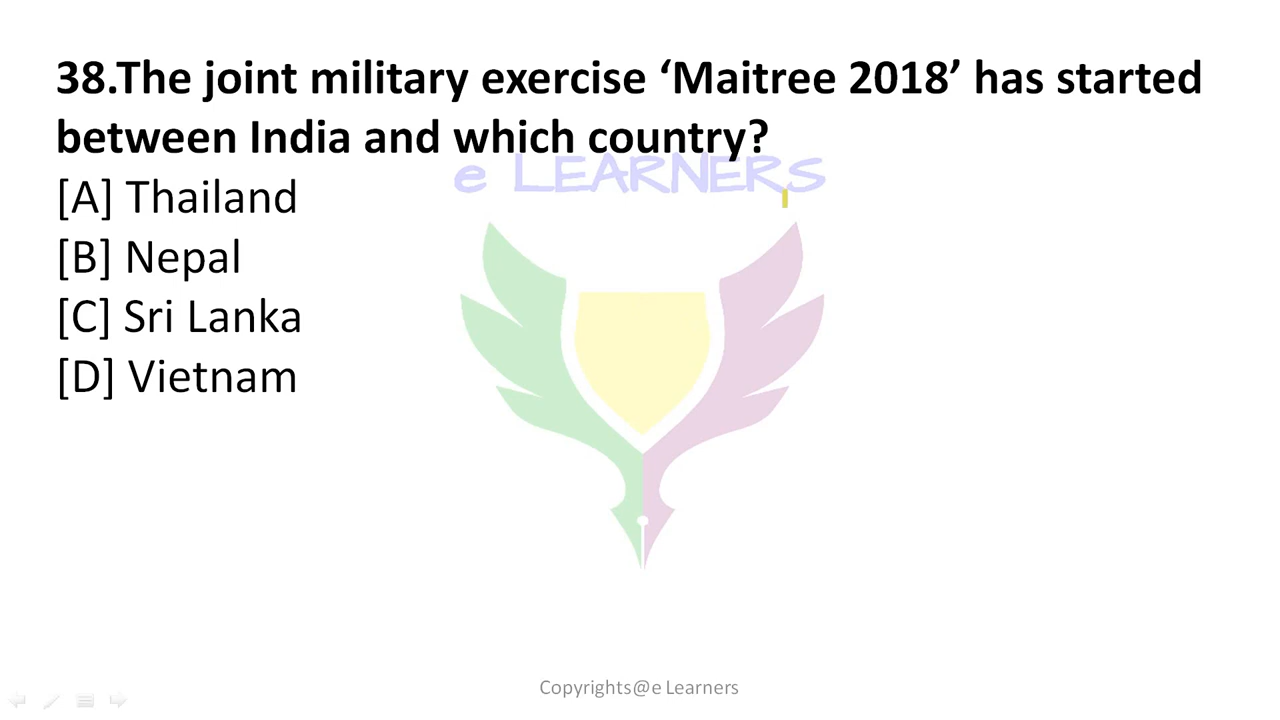 38.The joint military exercise ‘Maitree 2018’ has started
between India and which country?
e LEARNERS
[A] Thailand
[B] Nepal
[C] Sri Lanka
[D] Vietnam
Copyrights@e Learners